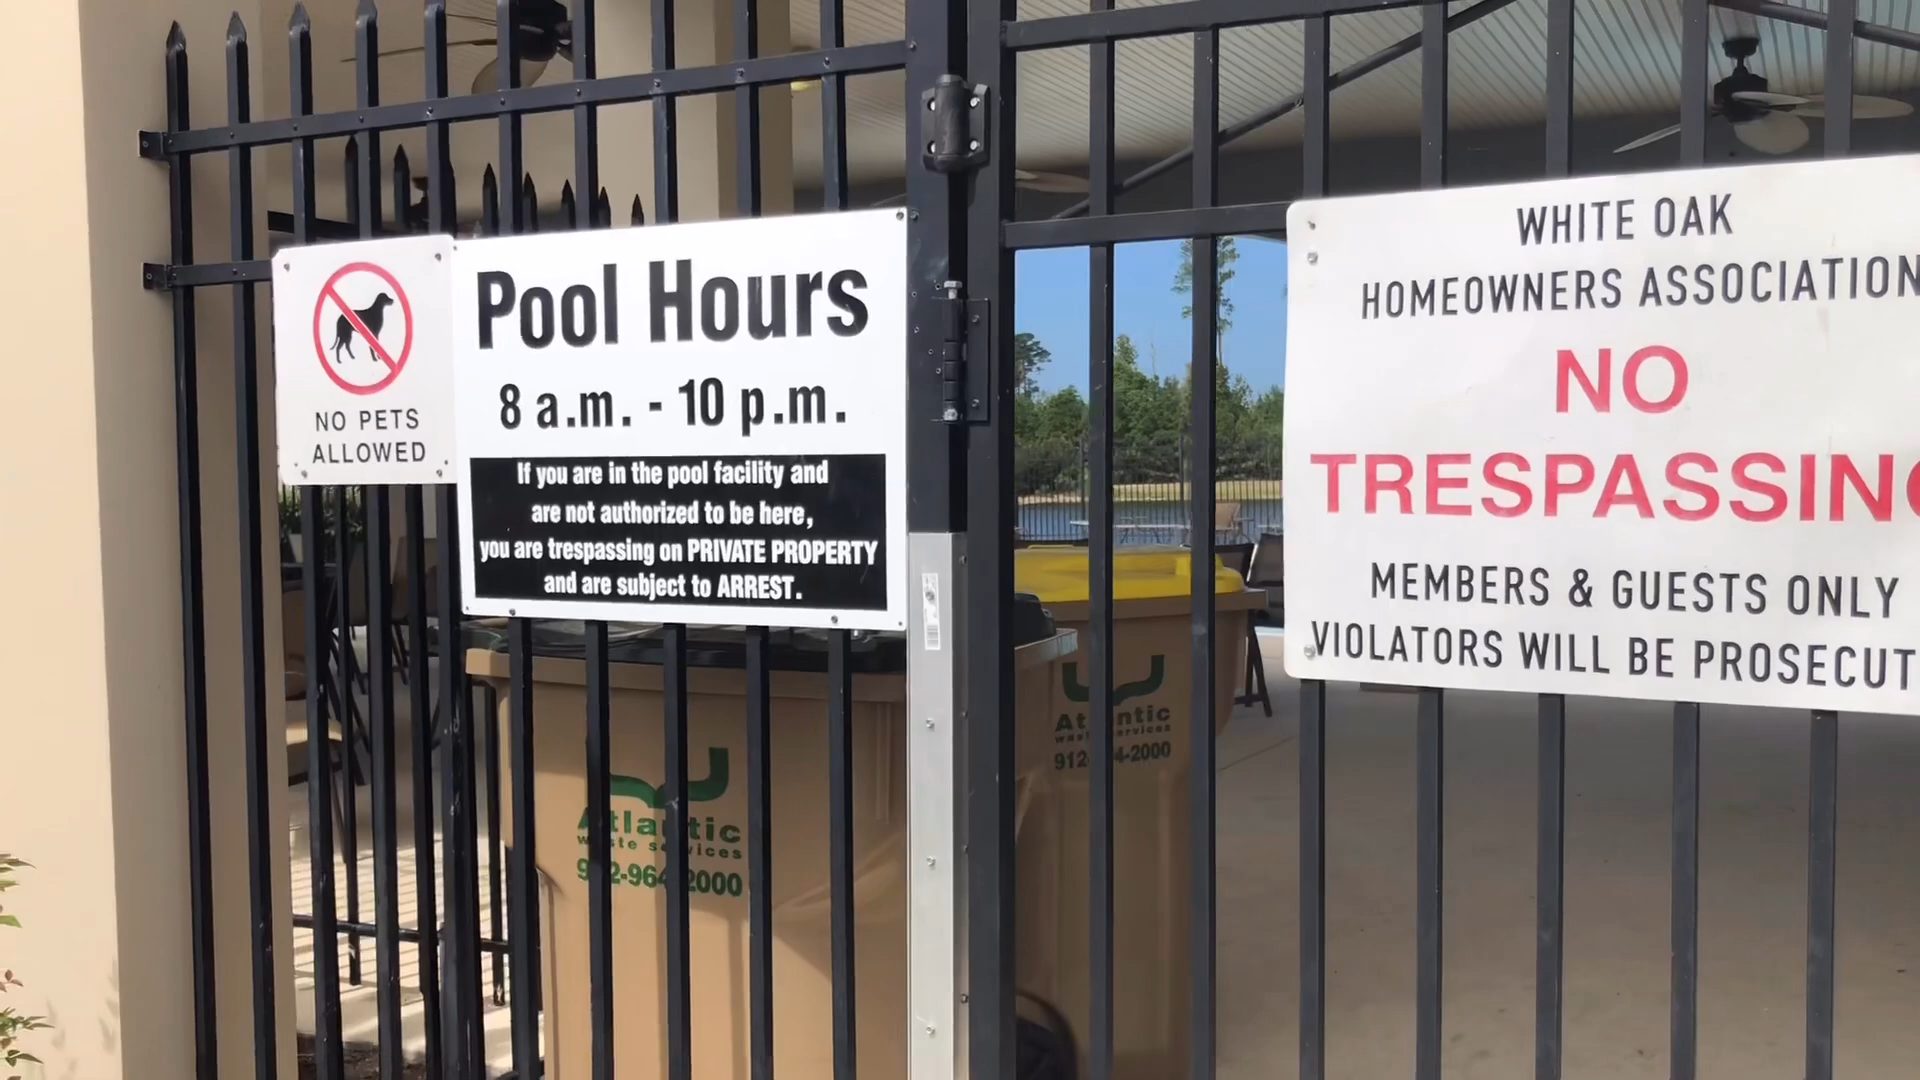 NO PETS
ALLOWED
Pool Hours
8 a.m. - 10 p.m.
If you are in the pool facility and
are not authorized to be here,
you are trespassing on PRIVATE PROPERTY
and are subject to ARREST.
WHITE OAK
HOMEOWNERS ASSOCIATION
NO
TRESPASSING
MEMBERS & GUESTS ONLY
VIOLATORS WILL BE PROSECUT
Atlantic
waste services
912-964-2000
Atlantic
waste services
912-964-2000